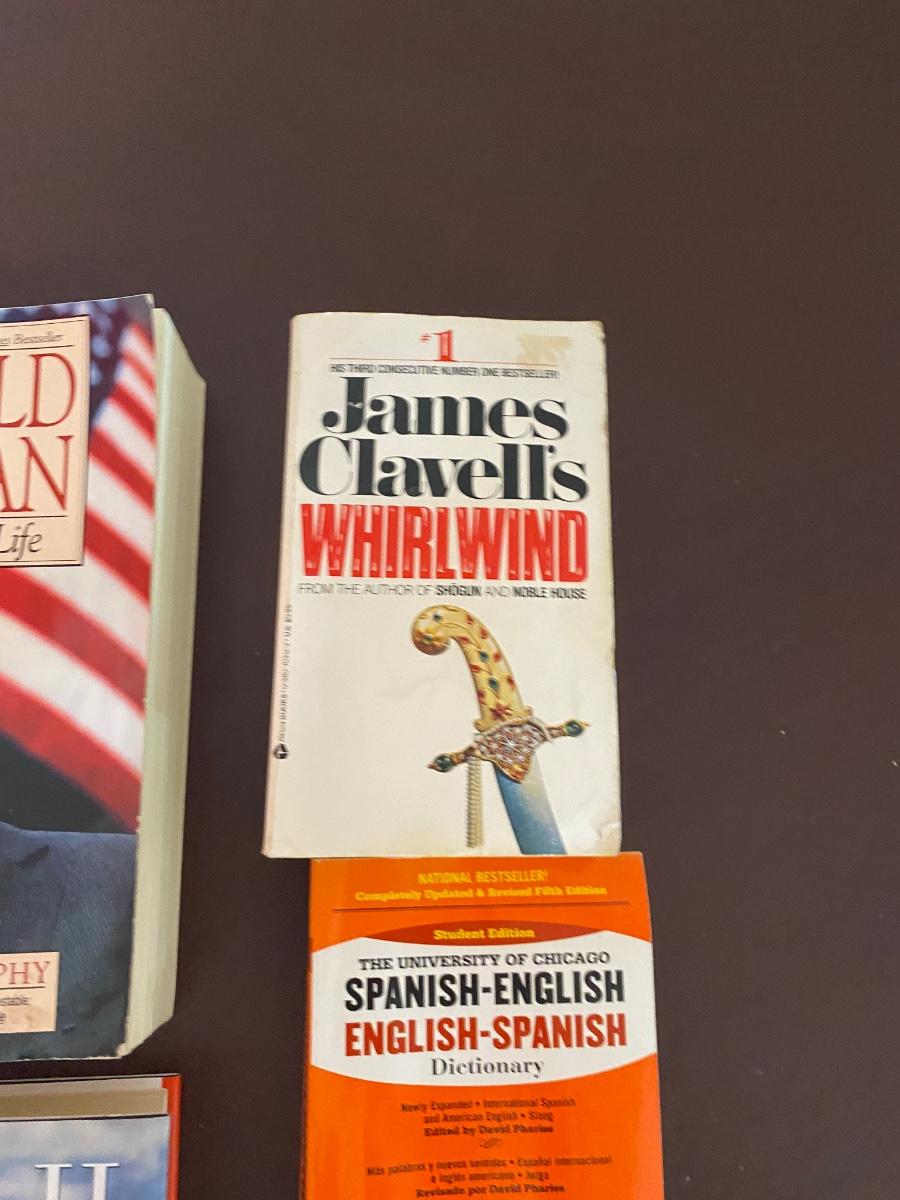 es Bestseller
LD
AN
Life
PHY
#1
HIS THIRD CONSECUTIVE NUMBER ONE BESTSELLER!
James
Clavell's
WHIRLWIND
FROM THE AUTHOR OF SHŌGUN AND NOBLE HOUSE
NATIONAL BESTSELLER!
Completely Updated & Revised Fifth Edition
Student Edition
THE UNIVERSITY OF CHICAGO
SPANISH-ENGLISH
ENGLISH-SPANISH
Dictionary
Newly Expanded • International Spanish
and American English • Slang
Edited by David Pharies
Más palabras y nuevos sentidos • Español internacional
e inglés americano • Jerga
Revisado por David Pharies